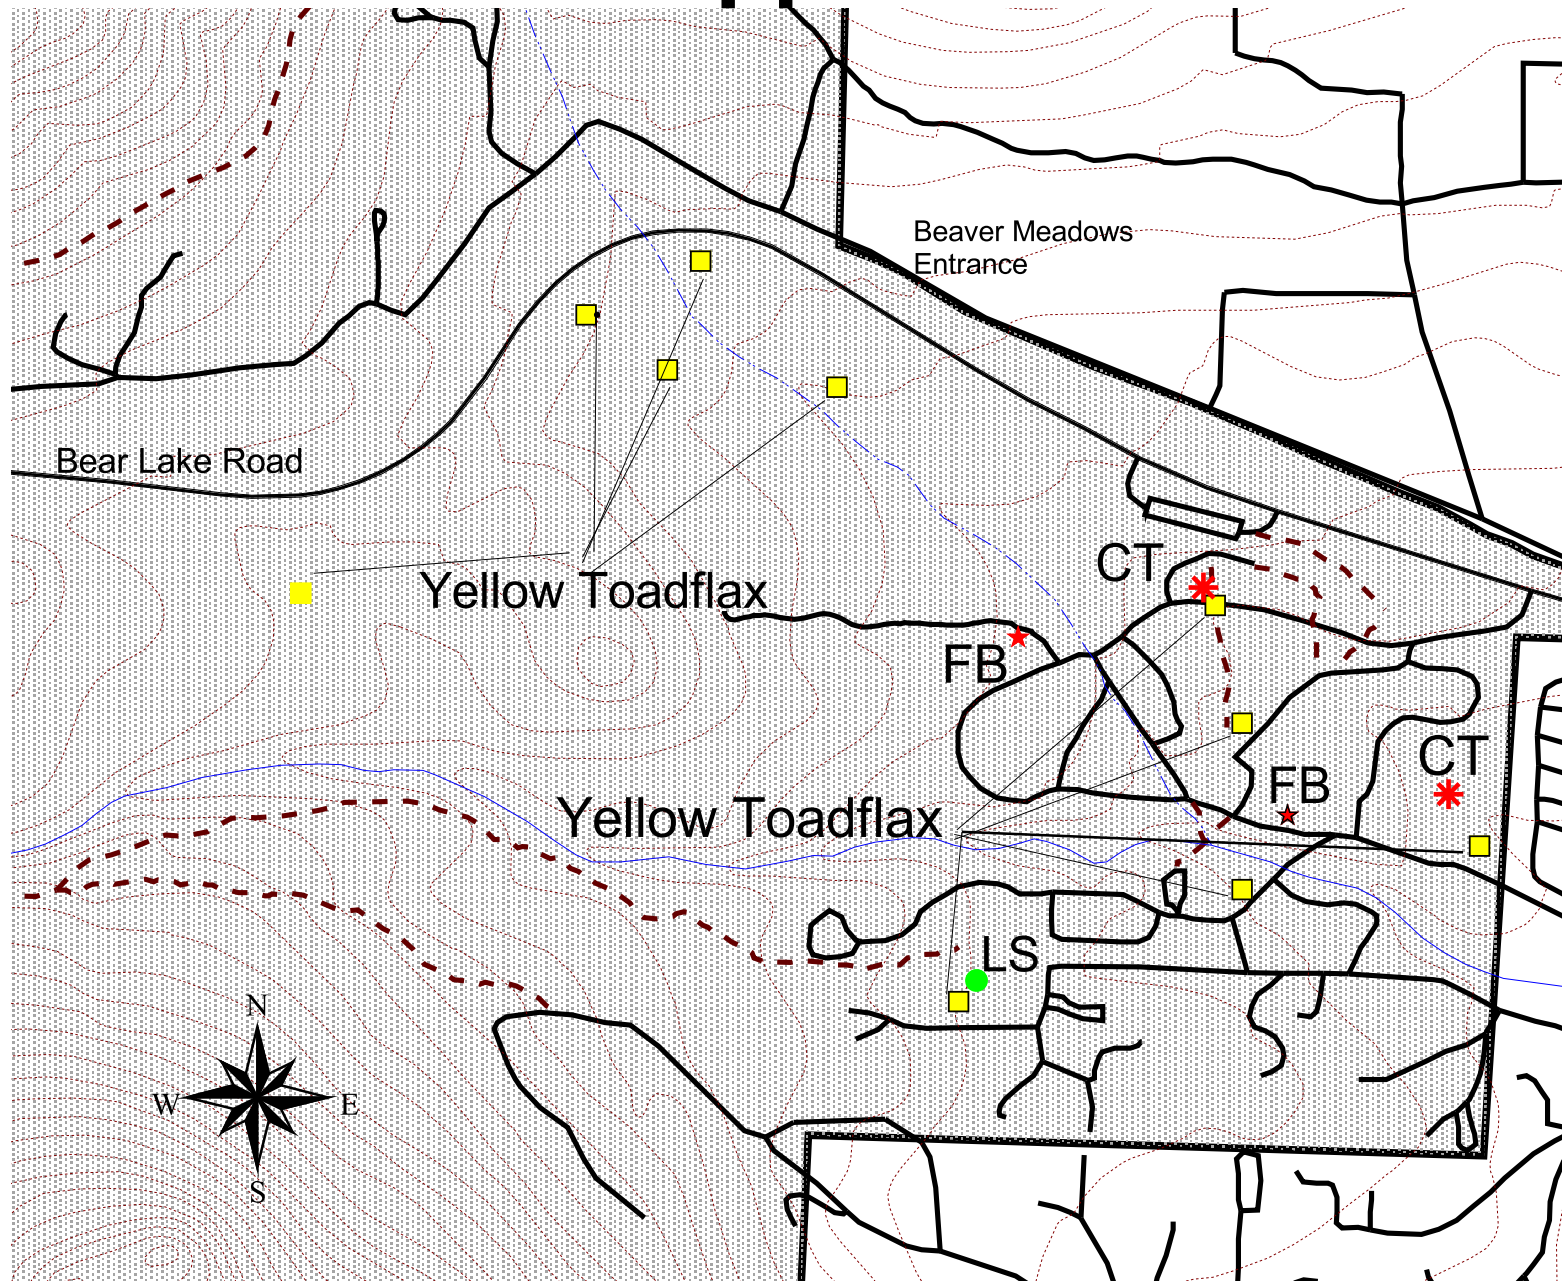 Beaver Meadows
Entrance
Bear Lake Road
CT
Yellow Toadflax
FB
CT
FB
Yellow Toadflax
LS
N
W
E
S